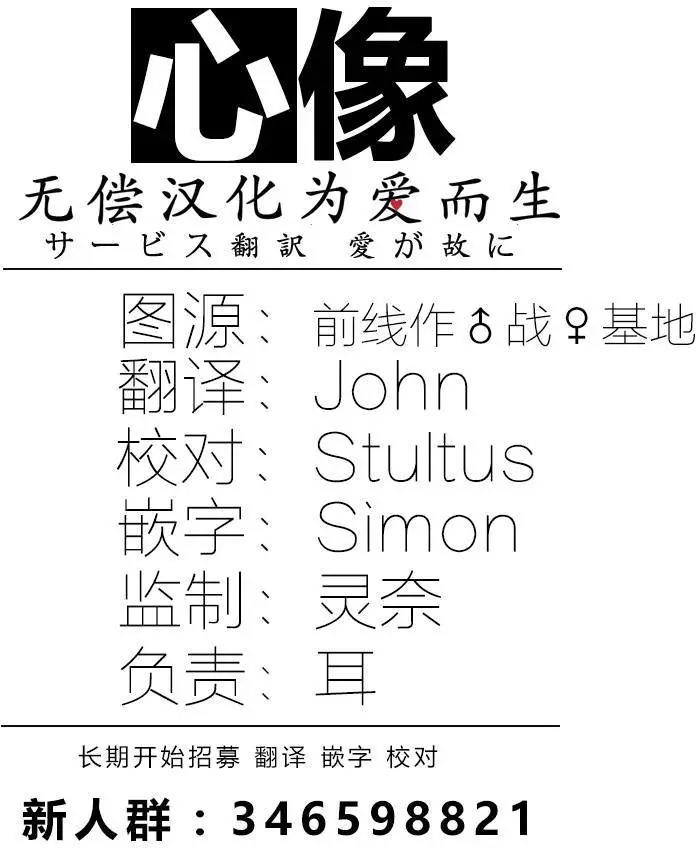 心像
无偿汉化为爱而生
サービス翻訳 愛が故に
图源：前线作♂战♀基地
翻译：John
校对：Stultus
嵌字：Simon
监制：灵奈
负责：耳
长期开始招募 翻译 嵌字 校对
新人群：346598821